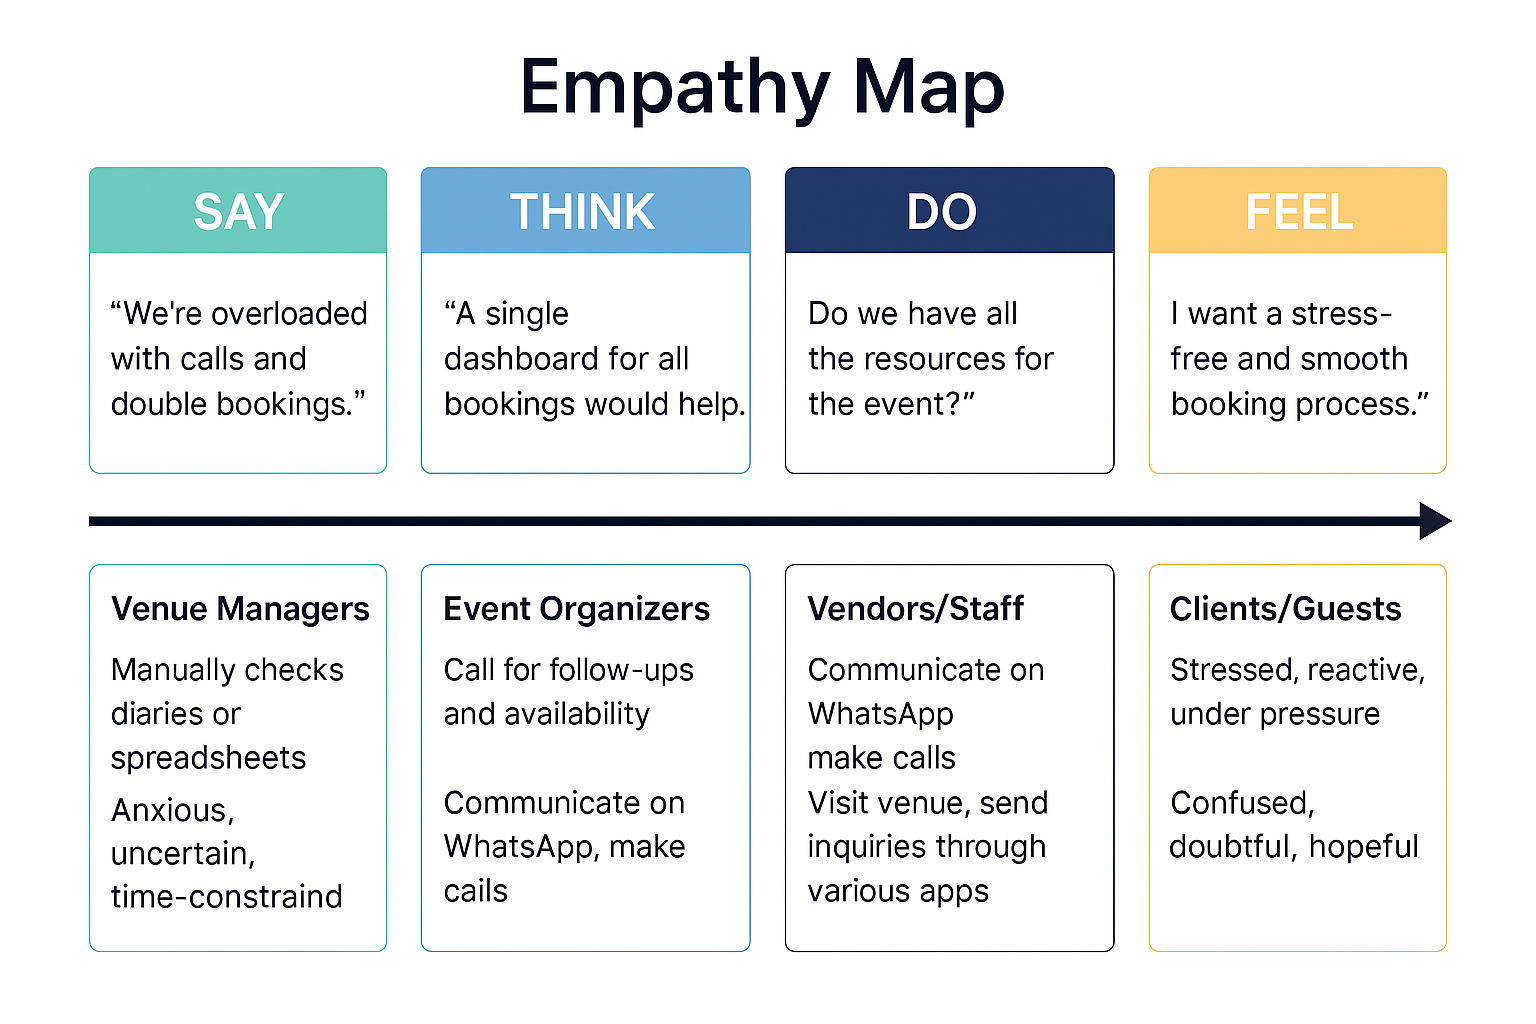 Empathy Map
SAY
“We're overloaded
with calls and
double bookings.”
THINK
“A single
dashboard for all
bookings would help.
DO
Do we have all
the resources for
the event?”
FEEL
I want a stress-
free and smooth
booking process.”
Venue Managers
Manually checks
diaries or
spreadsheets
Anxious,
uncertain,
time-constraind
Event Organizers
Call for follow-ups
and availability
Communicate on
WhatsApp, make
cails
Vendors/Staff
Communicate on
WhatsApp
make calls
Visit venue, send
inquiries through
various apps
Clients/Guests
Stressed, reactive,
under pressure
Confused,
doubtful, hopeful